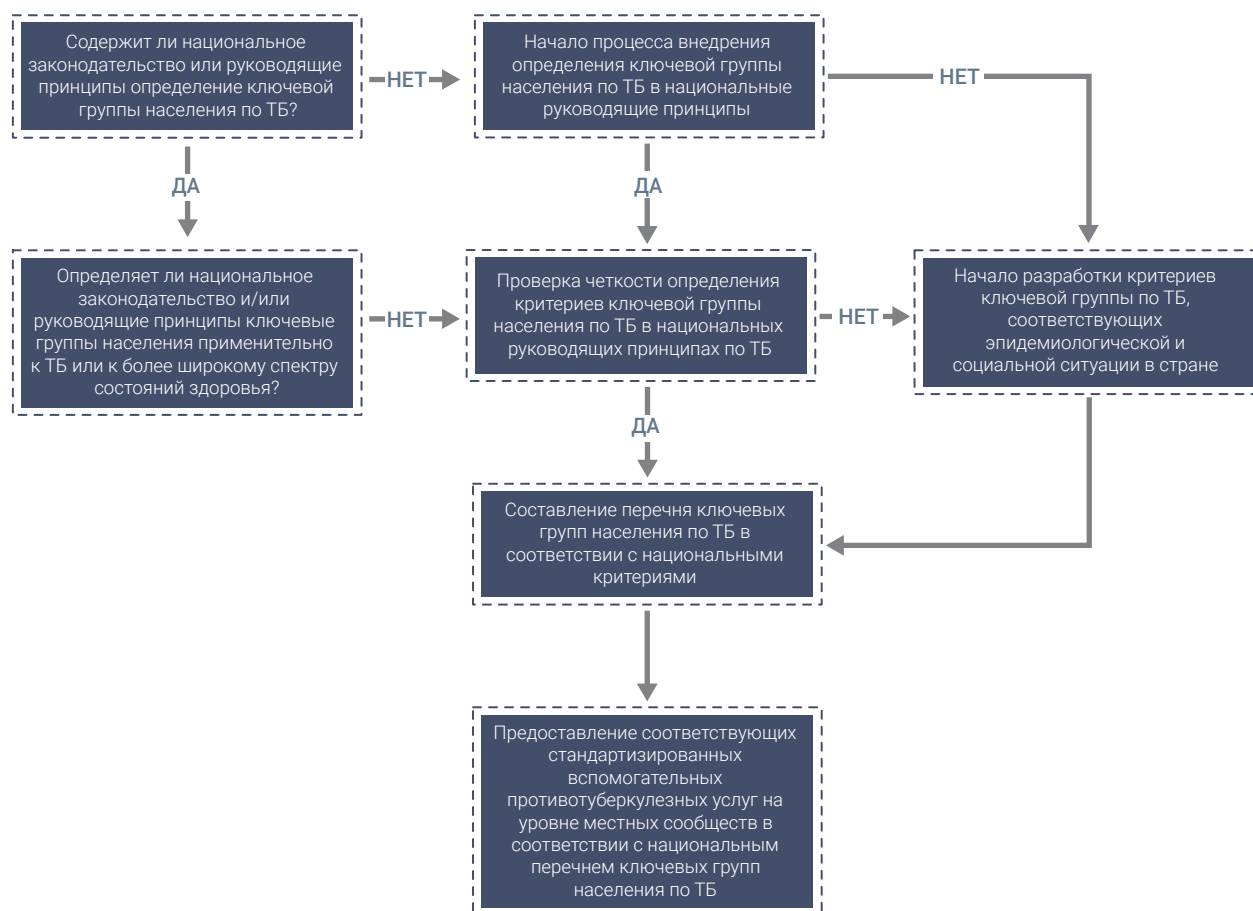 Содержит ли национальное
законодательство или руководящие
принципы определение ключевой
группы населения по ТБ?
НЕТ
Начало процесса внедрения
определения ключевой группы
населения по ТБ в национальные
руководящие принципы
НЕТ
ДА
ДА
Определяет ли национальное
законодательство и/или
руководящие принципы ключевые
группы населения применительно
к ТБ или к более широкому спектру
состояний здоровья?
НЕТ
Проверка четкости определения
критериев ключевой группы
населения по ТБ в национальных
руководящих принципах по ТБ
НЕТ
Начало разработки критериев
ключевой группы по ТБ,
соответствующих
эпидемиологической и
социальной ситуации в стране
ДА
Составление перечня ключевых
групп населения по ТБ в
соответствии с национальными
критериями
Предоставление соответствующих
стандартизированных
вспомогательных
противотуберкулезных услуг на
уровне местных сообществ в
соответствии с национальным
перечнем ключевых групп
населения по ТБ